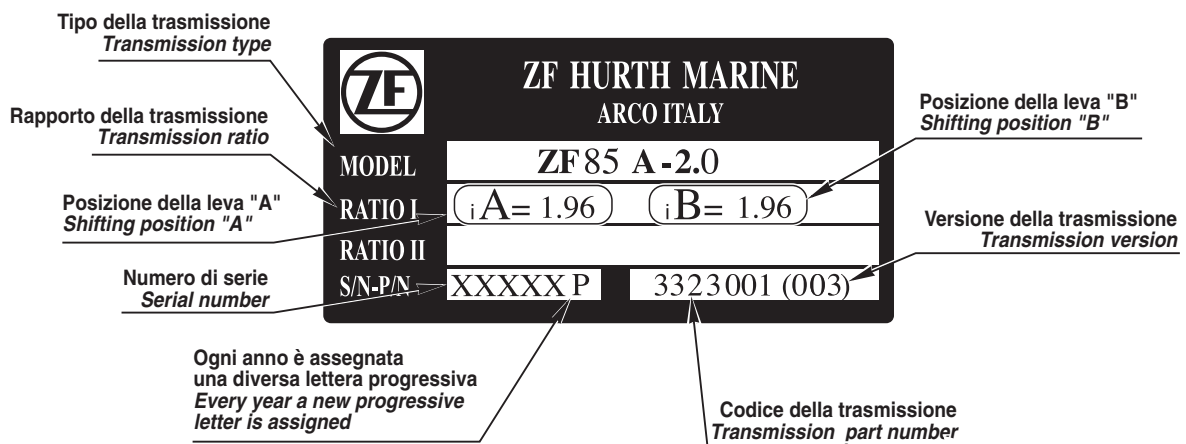 Tipo della trasmissione
Transmission type
Rapporto della trasmissione
Transmission ratio
Posizione della leva "A"
Shifting position "A"
Numero di serie
Serial number
ZF
ZF HURTH MARINE
ARCO ITALY
MODEL ZF85 A-2.0
RATIO I iA= 1.96 iB= 1.96
RATIO II
S/N-P/N XXXXX P 3323001 (003)
Posizione della leva "B"
Shifting position "B"
Versione della trasmissione
Transmission version
Ogni anno è assegnata
una diversa lettera progressiva
Every year a new progressive
letter is assigned
Codice della trasmissione
Transmission part number